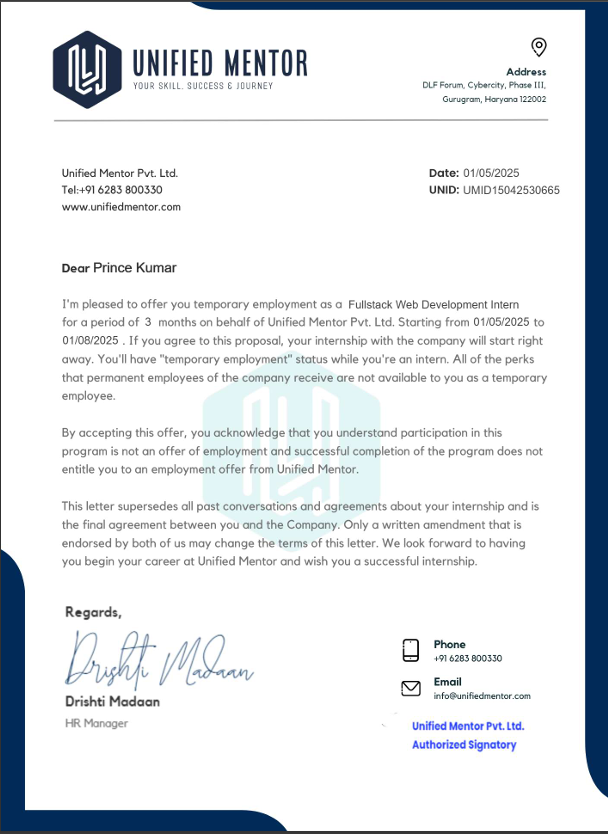 UNIFIED MENTOR
YOUR SKILL. SUCCESS & JOURNEY
Address
DLF Forum, Cybercity, Phase III,
Gurugram, Haryana 122002
Unified Mentor Pvt. Ltd.
Tel:+91 6283 800330
www.unifiedmentor.com
Date: 01/05/2025
UNID: UMID15042530665
Dear Prince Kumar
I'm pleased to offer you temporary employment as a Fullstack Web Development Intern
for a period of 3 months on behalf of Unified Mentor Pvt. Ltd. Starting from 01/05/2025 to
01/08/2025 . If you agree to this proposal, your internship with the company will start right
away. You'll have "temporary employment" status while you're an intern. All of the perks
that permanent employees of the company receive are not available to you as a temporary
employee.
By accepting this offer, you acknowledge that you understand participation in this
program is not an offer of employment and successful completion of the program does not
entitle you to an employment offer from Unified Mentor.
This letter supersedes all past conversations and agreements about your internship and is
the final agreement between you and the Company. Only a written amendment that is
endorsed by both of us may change the terms of this letter. We look forward to having
you begin your career at Unified Mentor and wish you a successful internship.
Regards,
Drishti Madaan
Drishti Madaan
HR Manager
Phone
+91 6283 800330
Email
info@unifiedmentor.com
Unified Mentor Pvt. Ltd.
Authorized Signatory